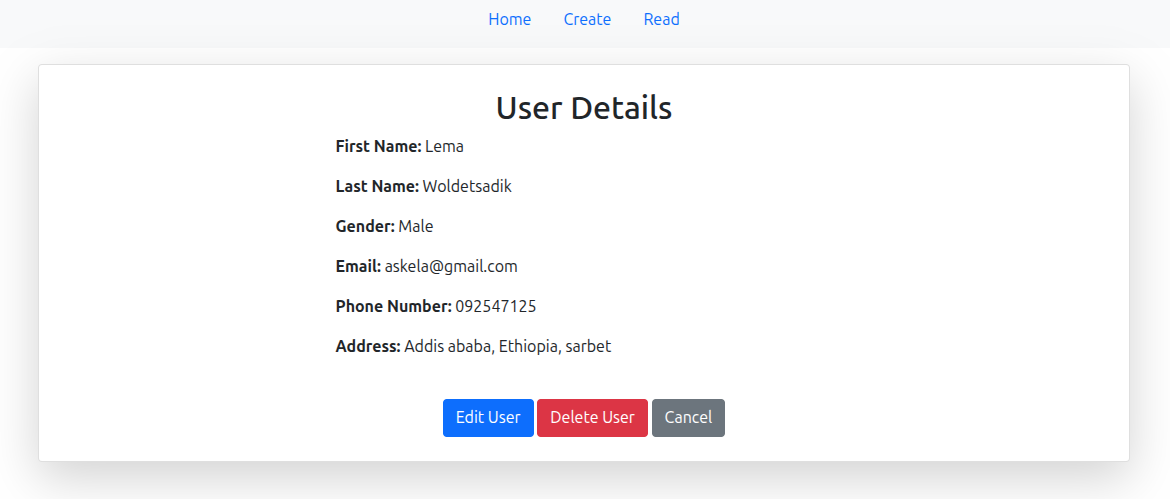 Home Create Read
User Details
First Name: Lema
Last Name: Woldetsadik
Gender: Male
Email: askela@gmail.com
Phone Number: 092547125
Address: Addis ababa, Ethiopia, sarbet
Edit User Delete User Cancel